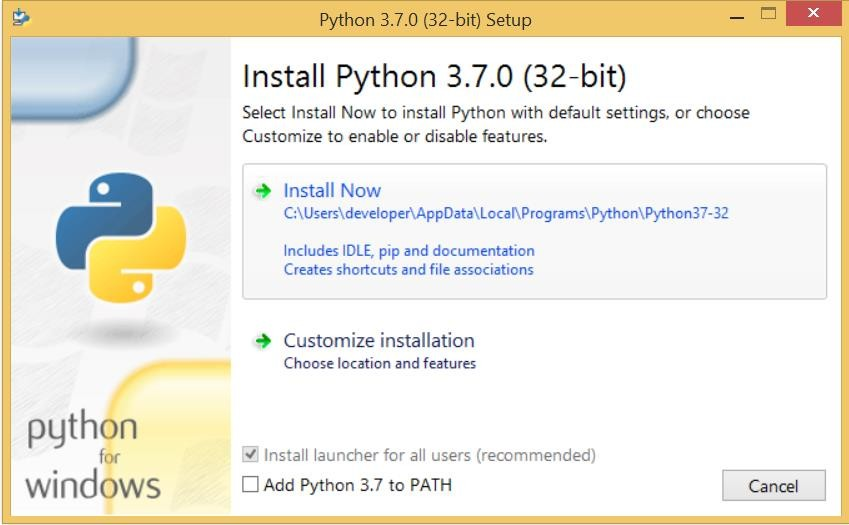 Python 3.7.0 (32-bit) Setup
Install Python 3.7.0 (32-bit)
Select Install Now to install Python with default settings, or choose
Customize to enable or disable features.
Install Now
C:\Users\developer\AppData\Local\Programs\Python\Python37-32
Includes IDLE, pip and documentation
Creates shortcuts and file associations
Customize installation
Choose location and features
python
for
windows
Install launcher for all users (recommended)
Add Python 3.7 to PATH
Cancel